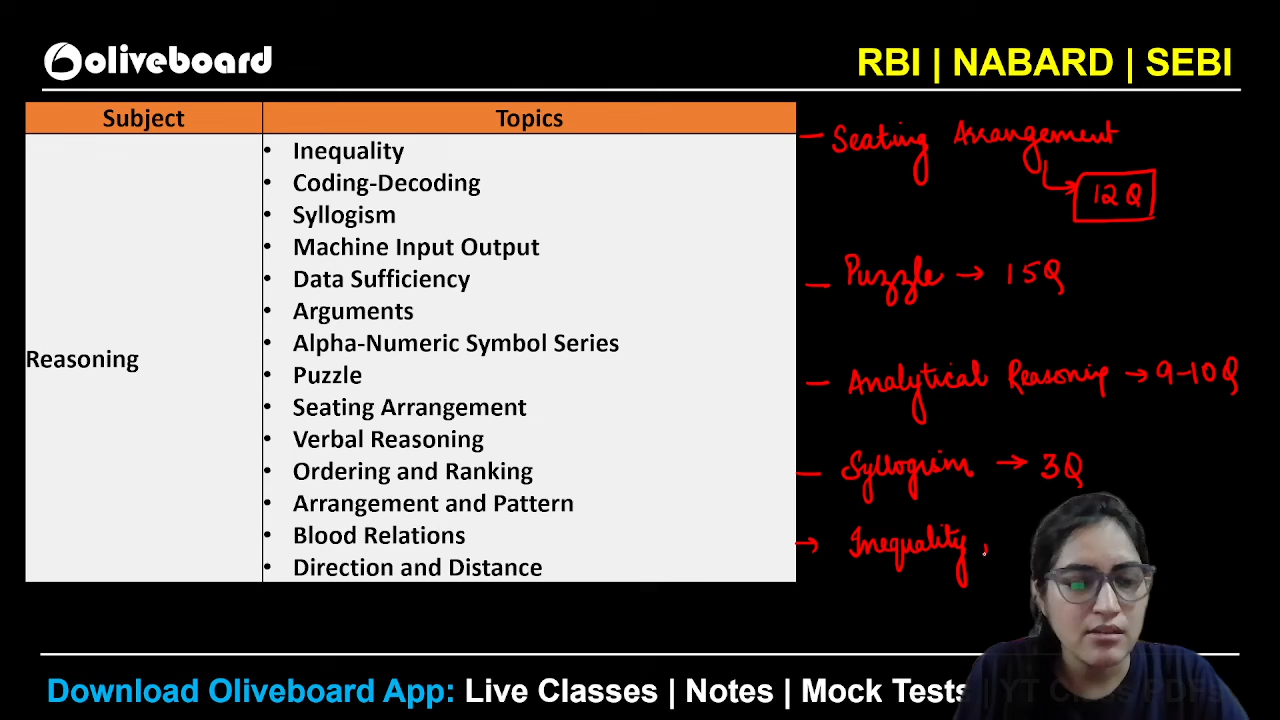 oliveboard
RBI | NABARD | SEBI
Subject
Topics
Reasoning
• Inequality
• Coding-Decoding
• Syllogism
• Machine Input Output
• Data Sufficiency
• Arguments
• Alpha-Numeric Symbol Series
• Puzzle
• Seating Arrangement
• Verbal Reasoning
• Ordering and Ranking
• Arrangement and Pattern
• Blood Relations
• Direction and Distance
– Seating Arrangement
12 Q
– Puzzle → 15Q
– Analytical Reasoning → 9-10Q
– Syllogism → 3Q
→ Inequality,
Download Oliveboard App: Live Classes | Notes | Mock Tests | YT Class PDFs